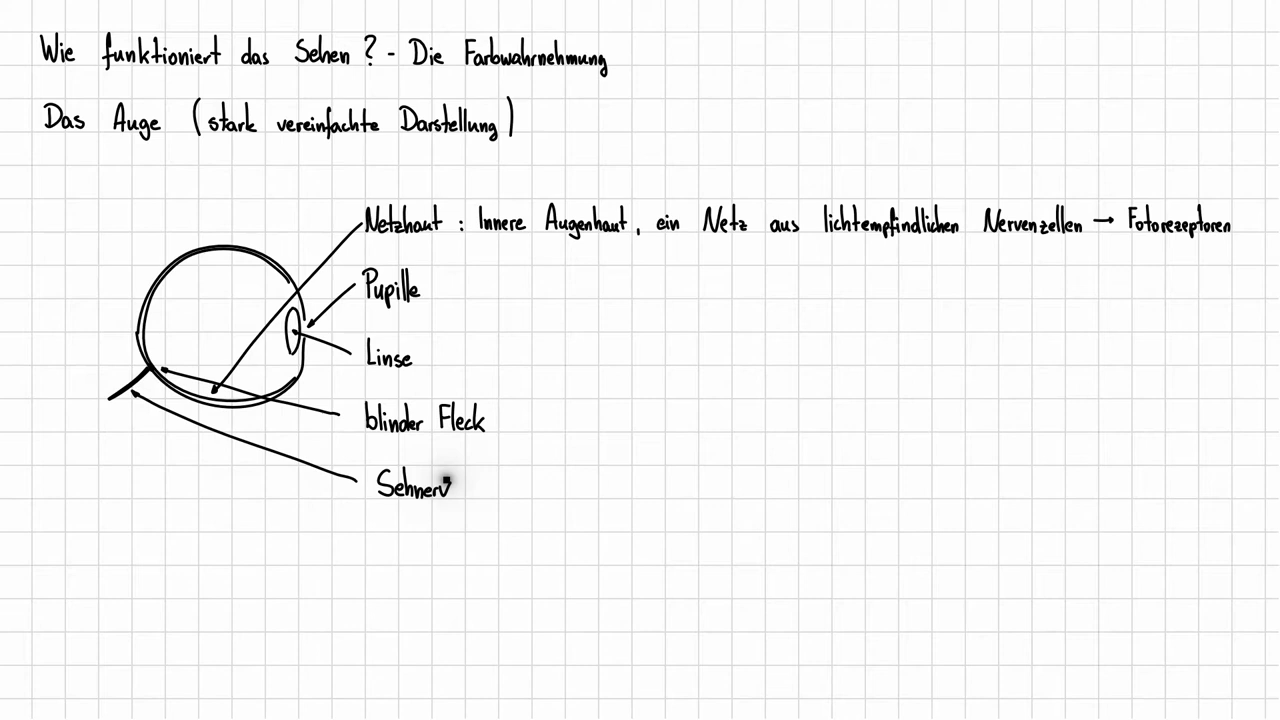 Wie funktioniert das Sehen? - Die Farbwahrnehmung
Das Auge (stark vereinfachte Darstellung)
Netzhaut : Innere Augenhaut, ein Netz aus lichtempfindlichen Nervenzellen → Fotorezeptoren
Pupille
Linse
blinder Fleck
Sehnerv